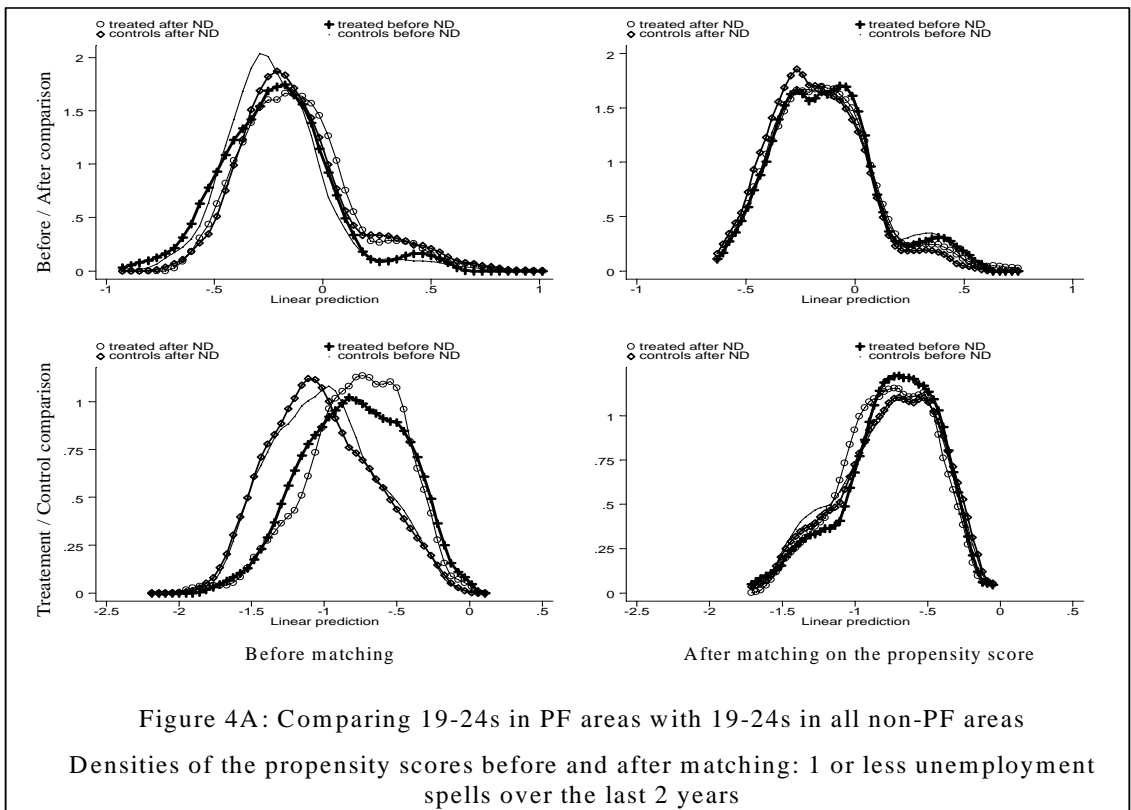 treated after ND treated before ND
controls after ND controls before ND
treated after ND treated before ND
controls after ND controls before ND
Before / After comparison
2
1.5
1
.5
0
-1 -.5 0 .5 1
Linear prediction
2
1.5
1
.5
0
-1 -.5 0 .5 1
Linear prediction
treated after ND treated before ND
controls after ND controls before ND
treated after ND treated before ND
controls after ND controls before ND
Treatement / Control comparison
1
.75
.5
.25
0
-2.5 -2 -1.5 -1 -.5 0 .5
Linear prediction
1
.75
.5
.25
0
-2.5 -2 -1.5 -1 -.5 0 .5
Linear prediction
Before matching
After matching on the propensity score
Figure 4A: Comparing 19-24s in PF areas with 19-24s in all non-PF areas
Densities of the propensity scores before and after matching: 1 or less unemployment
spells over the last 2 years